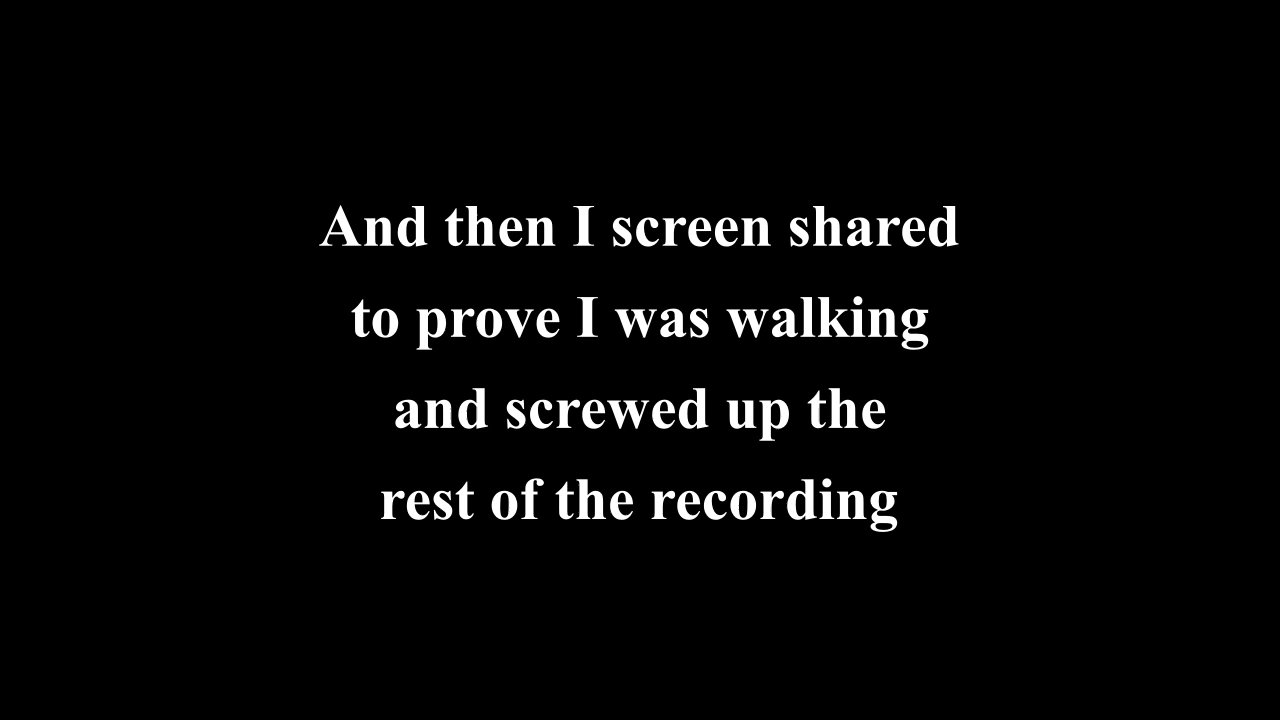 And then I screen shared
to prove I was walking
and screwed up the
rest of the recording